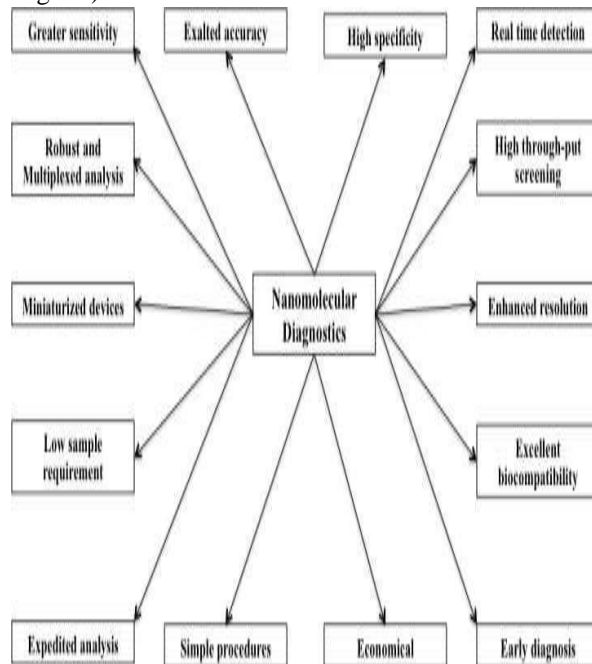 Greater sensitivity
Exalted accuracy
High specificity
Real time detection
Robust and
Multiplexed analysis
High through-put
screening
Miniaturized devices
Nanomolecular
Diagnostics
Enhanced resolution
Low sample
requirement
Excellent
biocompatibility
Expedited analysis
Simple procedures
Economical
Early diagnosis